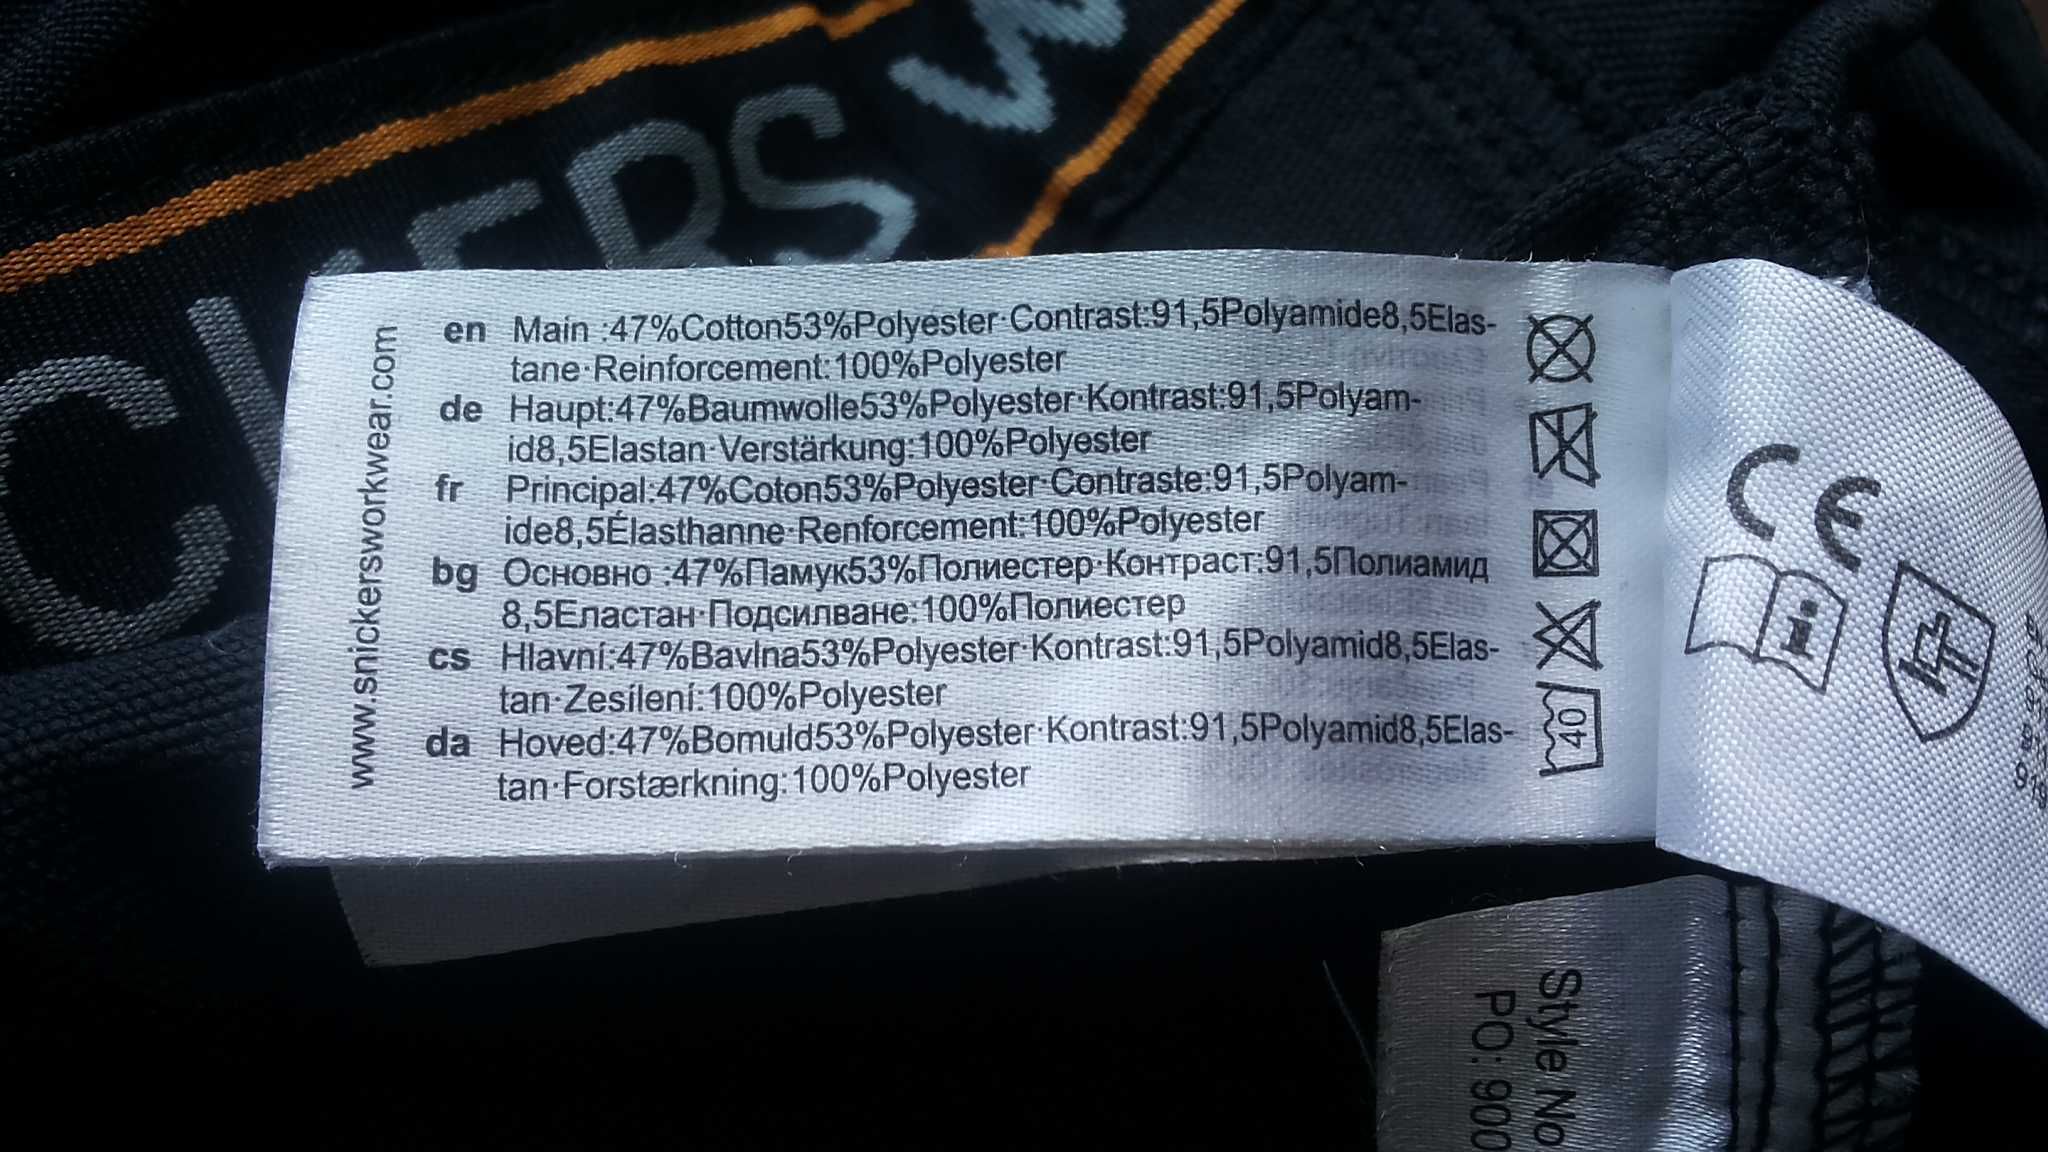 CKERS W
www.snickersworkwear.com
en Main :47%Cotton53%Polyester·Contrast:91,5Polyamide8,5Elas-
tane·Reinforcement:100%Polyester
de Haupt:47%Baumwolle53%Polyester·Kontrast:91,5Polyam-
id8,5Elastan·Verstärkung:100%Polyester
fr Principal:47%Coton53%Polyester·Contraste:91,5Polyam-
ide8,5Élasthanne·Renforcement:100%Polyester
bg Основно :47%Памук53%Полиестер·Контраст:91,5Полиамид
8,5Еластан·Подсилване:100%Полиестер
cs Hlavní:47%Bavlna53%Polyester·Kontrast:91,5Polyamid8,5Elas-
tan·Zesílení:100%Polyester
da Hoved:47%Bomuld53%Polyester·Kontrast:91,5Polyamid8,5Elas-
tan·Forstærkning:100%Polyester
40
CE
i
Style No
PO: 900